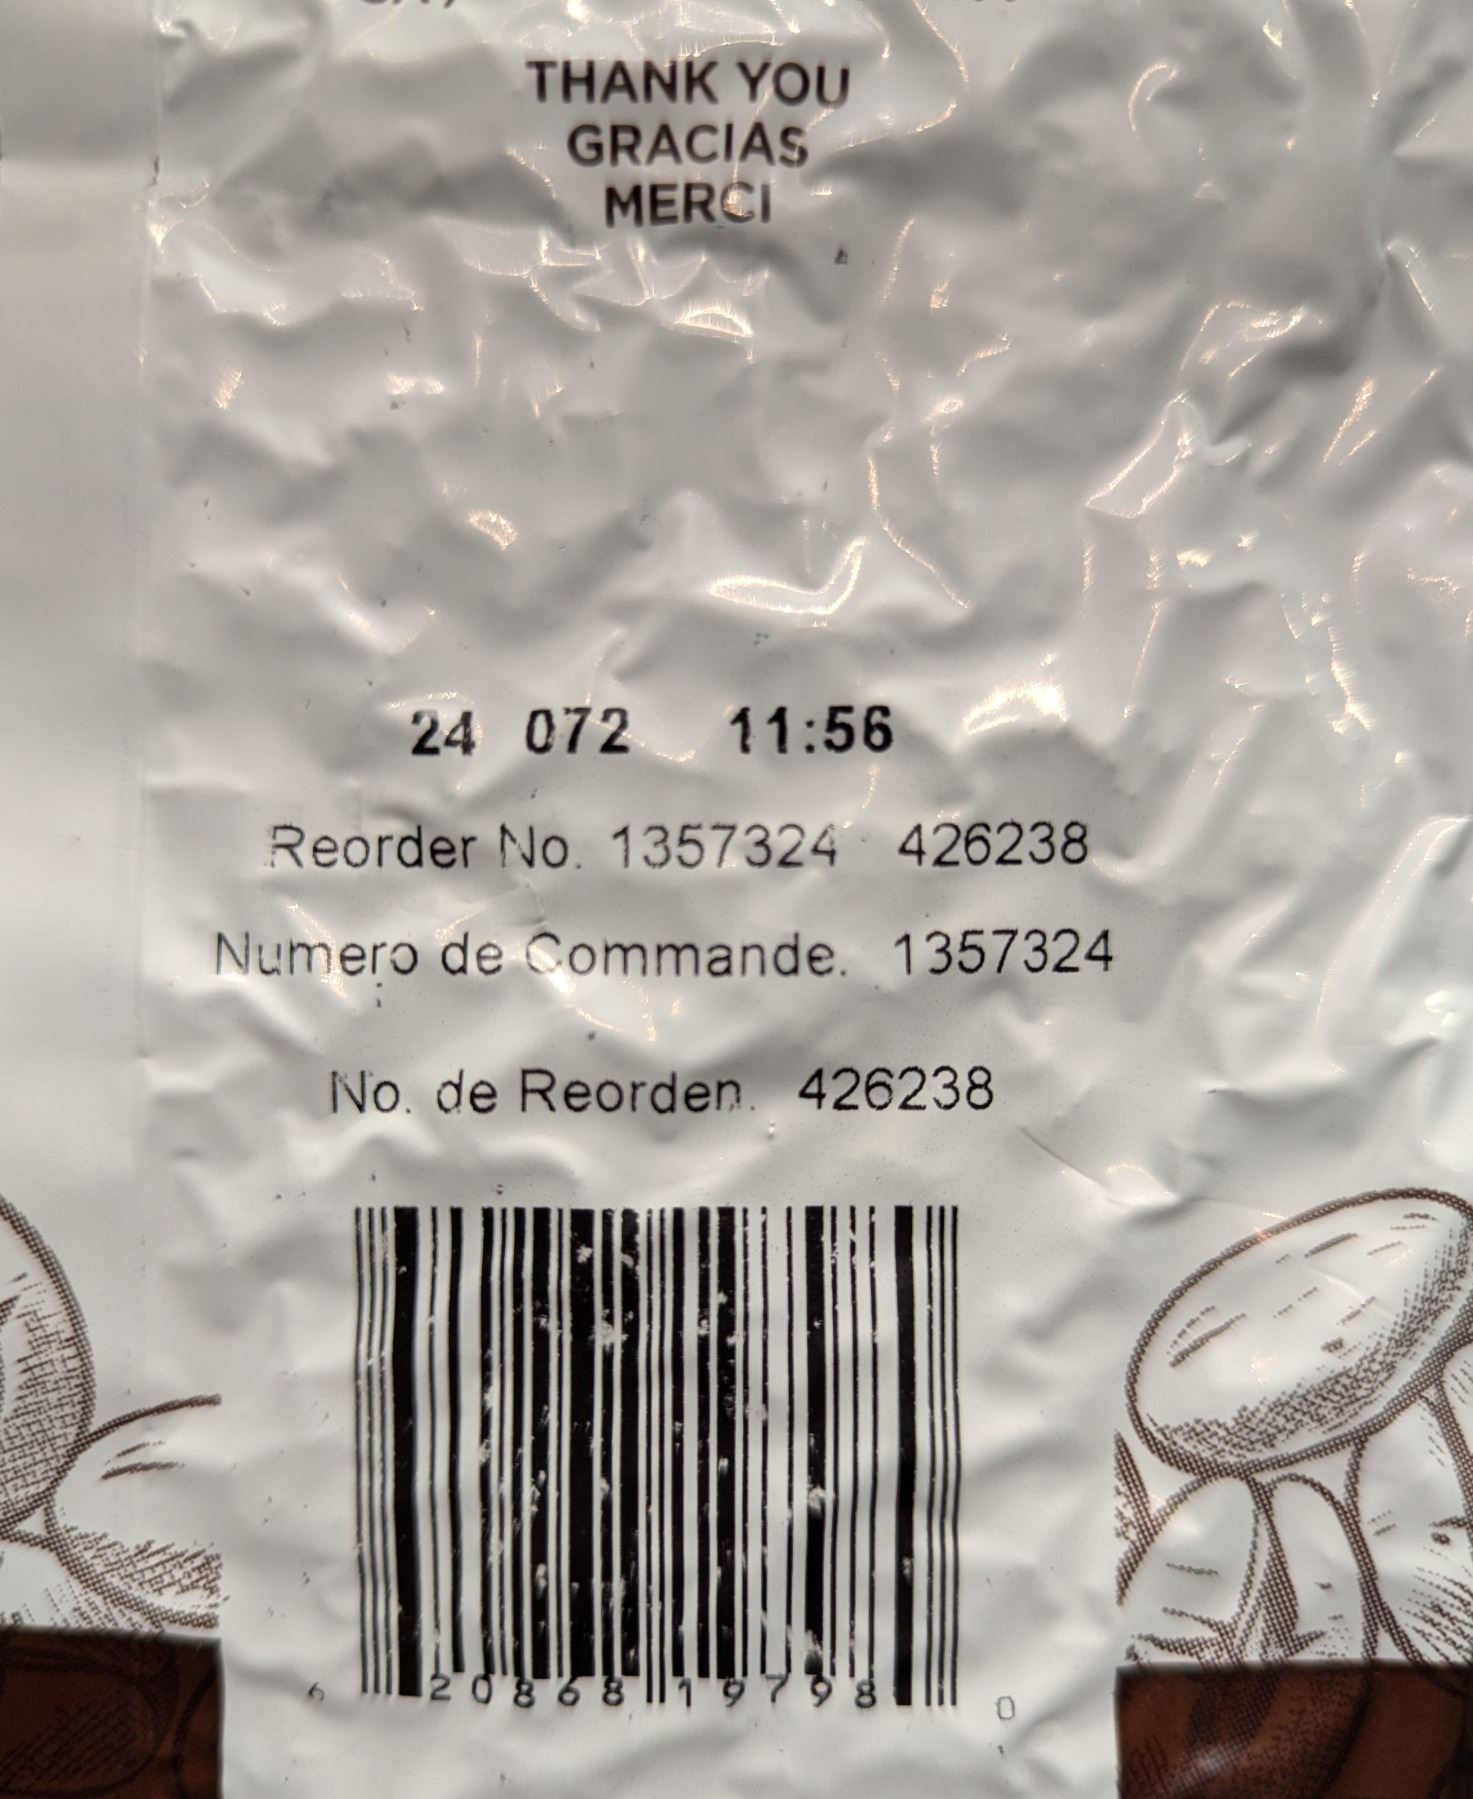 THANK YOU
GRACIAS
MERCI
24 072 11:56
Reorder No. 1357324 426238
Numero de Commande. 1357324
No. de Reorden. 426238
6 20868 19798 0